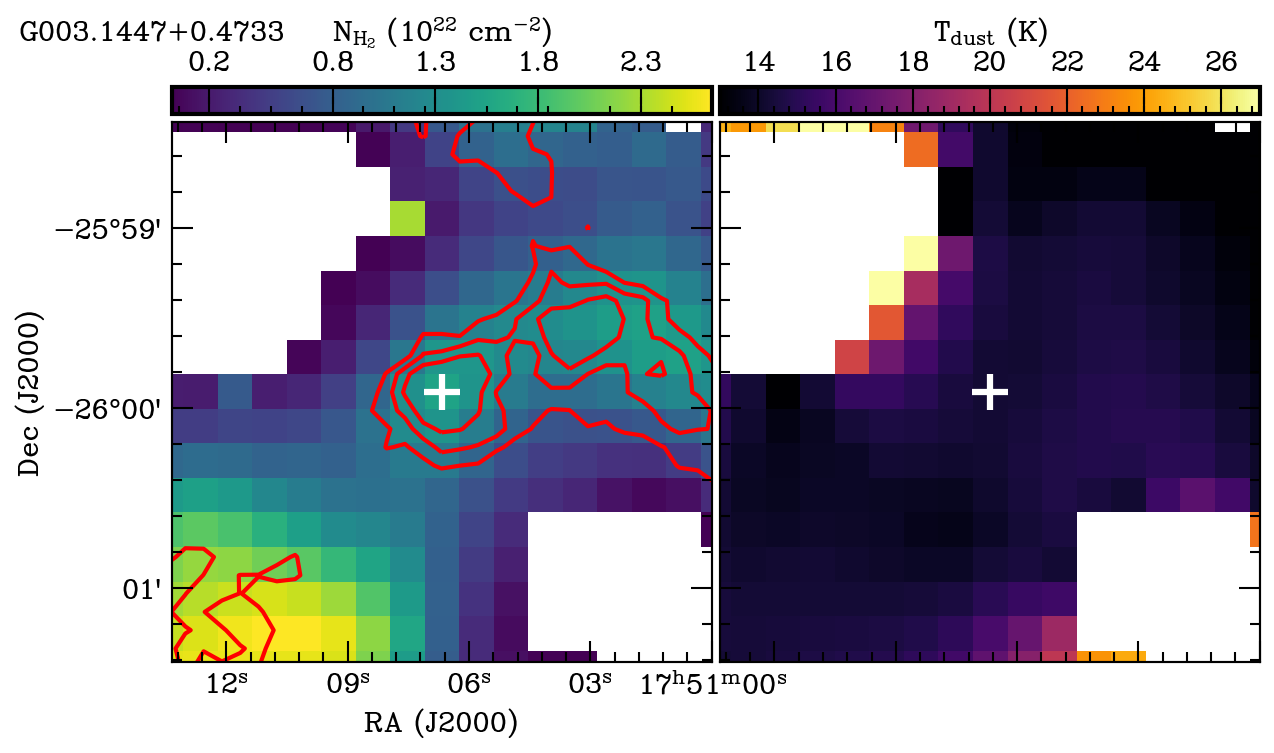 G003.1447+0.4733 N_H₂ (10²² cm⁻²) T_dust (K)
0.2 0.8 1.3 1.8 2.3 14 16 18 20 22 24 26
−25°59'
−26°00'
01'
Dec (J2000)
12ˢ 09ˢ 06ˢ 03ˢ 17ʰ51ᵐ00ˢ
RA (J2000)